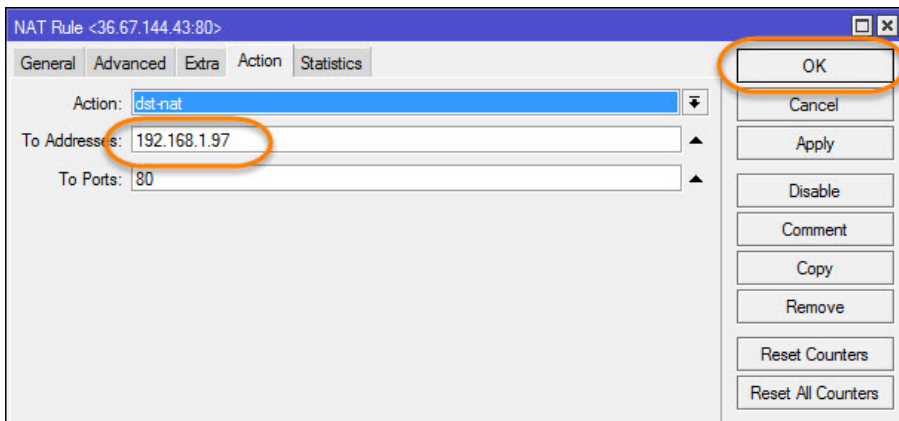 NAT Rule <36.67.144.43:80>
General Advanced Extra Action Statistics
Action: dst-nat
To Addresses: 192.168.1.97
To Ports: 80
OK
Cancel
Apply
Disable
Comment
Copy
Remove
Reset Counters
Reset All Counters